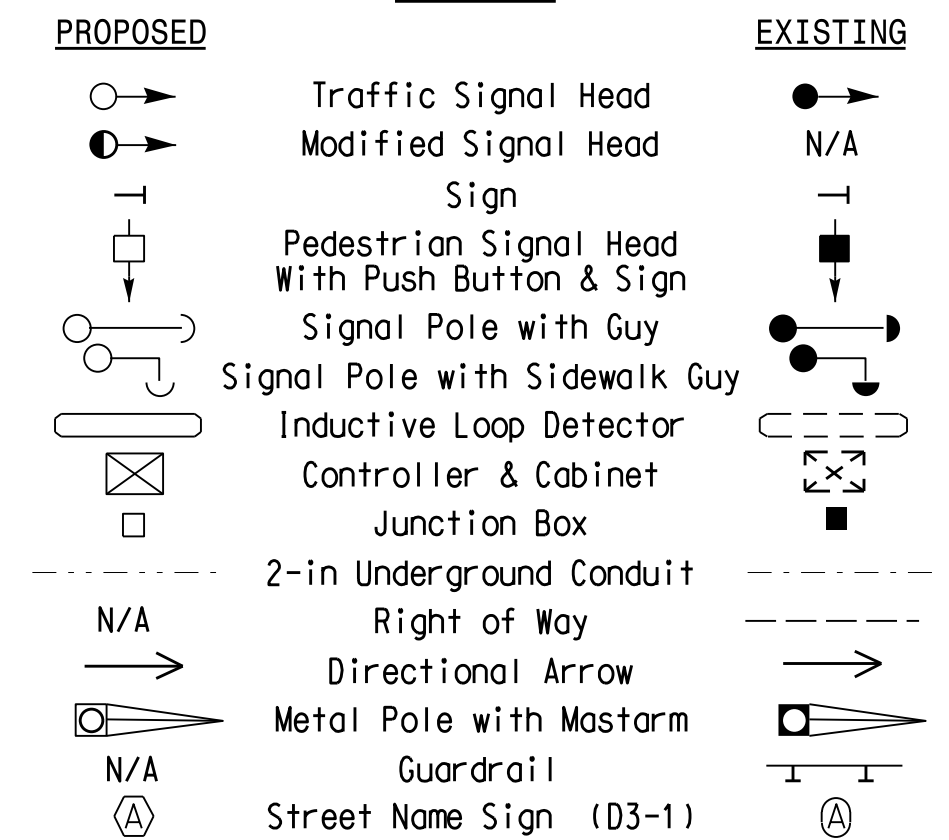 PROPOSED EXISTING
Traffic Signal Head
Modified Signal Head N/A
Sign
Pedestrian Signal Head
With Push Button & Sign
Signal Pole with Guy
Signal Pole with Sidewalk Guy
Inductive Loop Detector
Controller & Cabinet
Junction Box
2-in Underground Conduit
N/A Right of Way
Directional Arrow
Metal Pole with Mastarm
N/A Guardrail
A Street Name Sign (D3-1) A